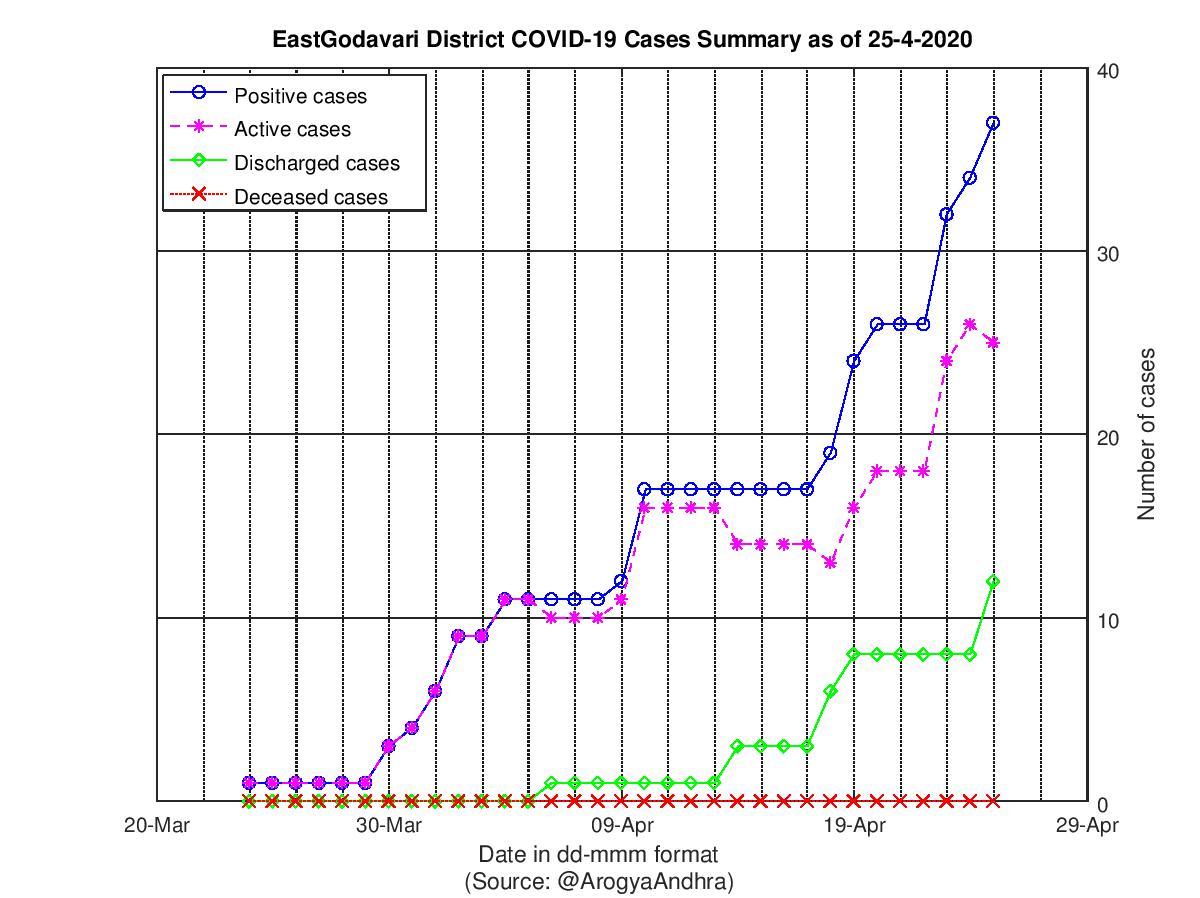 EastGodavari District COVID-19 Cases Summary as of 25-4-2020
Positive cases
Active cases
Discharged cases
Deceased cases
40
30
20
10
0
Number of cases
20-Mar
30-Mar
09-Apr
19-Apr
29-Apr
Date in dd-mmm format
(Source: @ArogyaAndhra)